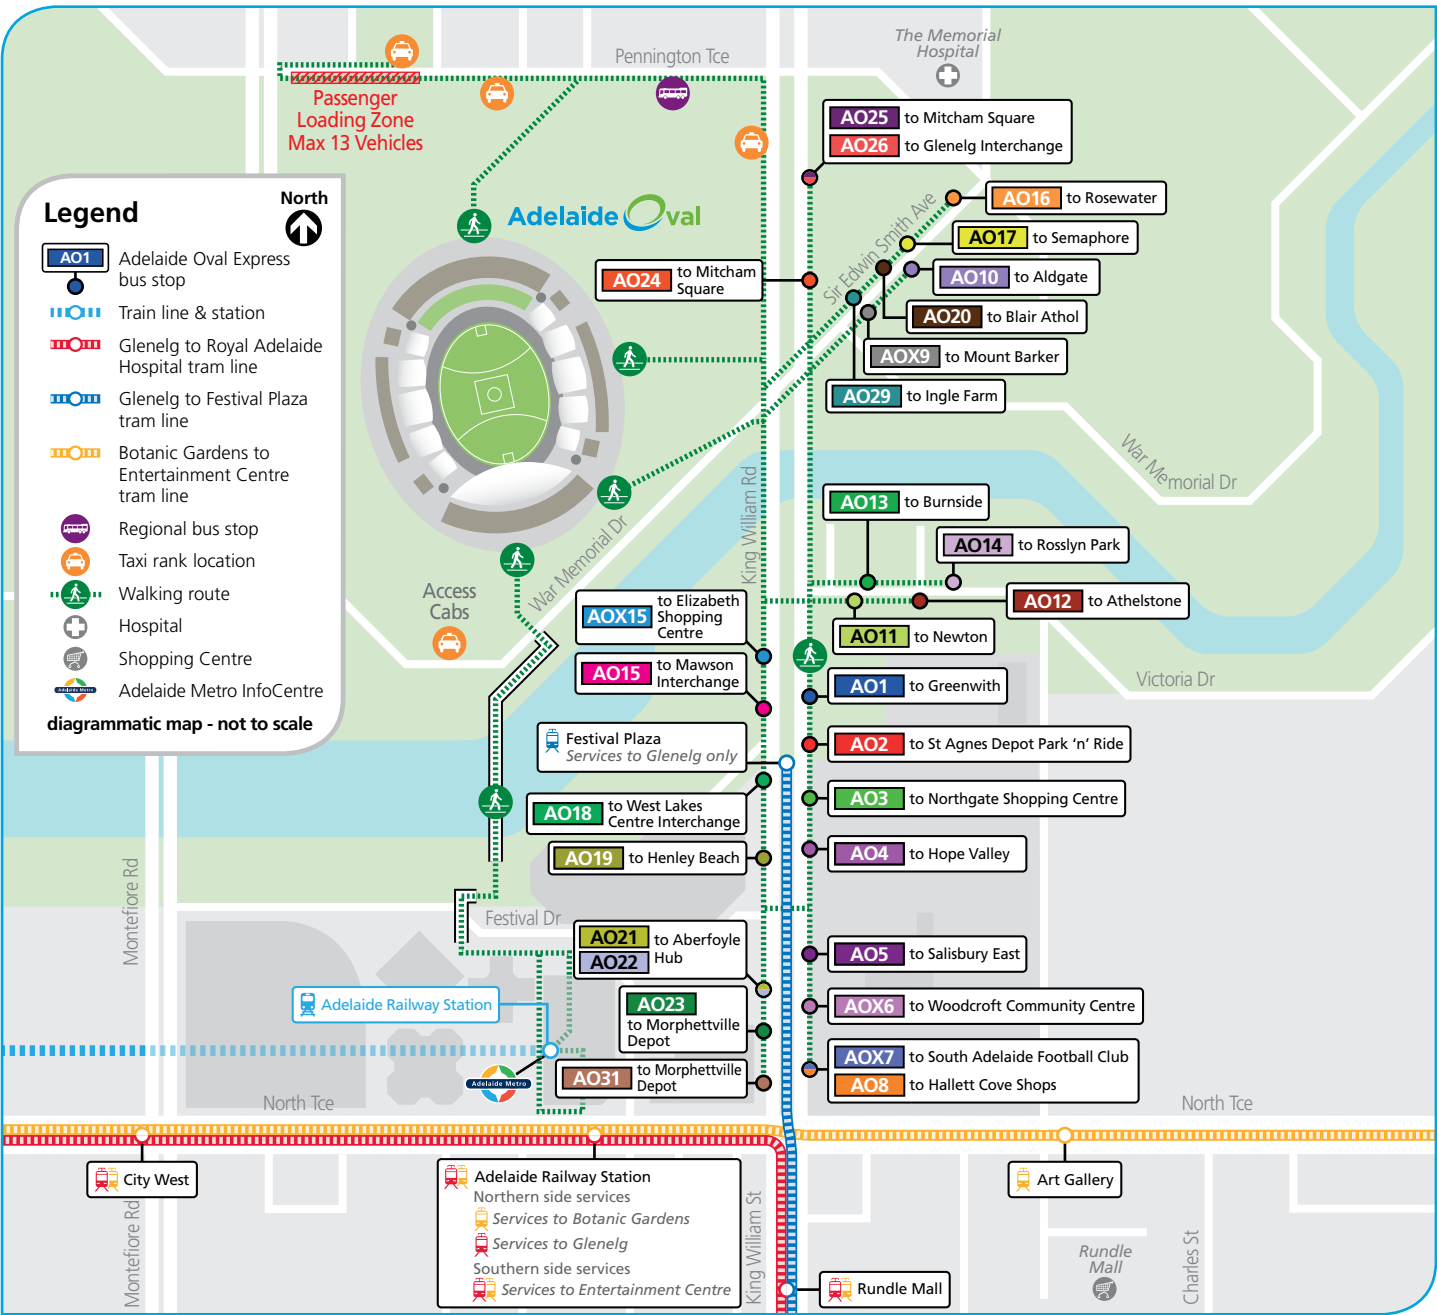 The Memorial
Hospital
Pennington Tce
Passenger
Loading Zone
Max 13 Vehicles
AO25 to Mitcham Square
AO26 to Glenelg Interchange
Legend
North
AO1
Adelaide Oval Express
bus stop
Train line & station
Glenelg to Royal Adelaide
Hospital tram line
Glenelg to Festival Plaza
tram line
Botanic Gardens to
Entertainment Centre
tram line
Regional bus stop
Taxi rank location
Walking route
Hospital
Shopping Centre
Adelaide Metro
Adelaide Metro InfoCentre
diagrammatic map - not to scale
Adelaide Oval
Sir Edwin Smith Ave
AO16 to Rosewater
AO17 to Semaphore
AO24 to Mitcham
Square
AO10 to Aldgate
AO20 to Blair Athol
AOX9 to Mount Barker
AO29 to Ingle Farm
War Memorial Dr
King William Rd
War Memorial Dr
AO13 to Burnside
AO14 to Rosslyn Park
Access
Cabs
AOX15 to Elizabeth
Shopping
Centre
AO12 to Athelstone
AO11 to Newton
AO15 to Mawson
Interchange
AO1 to Greenwith
Victoria Dr
Festival Plaza
Services to Glenelg only
AO2 to St Agnes Depot Park ‘n’ Ride
AO18 to West Lakes
Centre Interchange
AO3 to Northgate Shopping Centre
AO19 to Henley Beach
AO4 to Hope Valley
Montefiore Rd
Festival Dr
AO21
AO22
to Aberfoyle
Hub
AO5 to Salisbury East
Adelaide Railway Station
AO23
to Morphettville
Depot
AOX6 to Woodcroft Community Centre
AOX7 to South Adelaide Football Club
AO8 to Hallett Cove Shops
Adelaide Metro
AO31 to Morphettville
Depot
North Tce
North Tce
City West
Adelaide Railway Station
Northern side services
Services to Botanic Gardens
Services to Glenelg
Southern side services
Services to Entertainment Centre
Art Gallery
Montefiore Rd
King William St
Rundle Mall
Rundle
Mall
Charles St